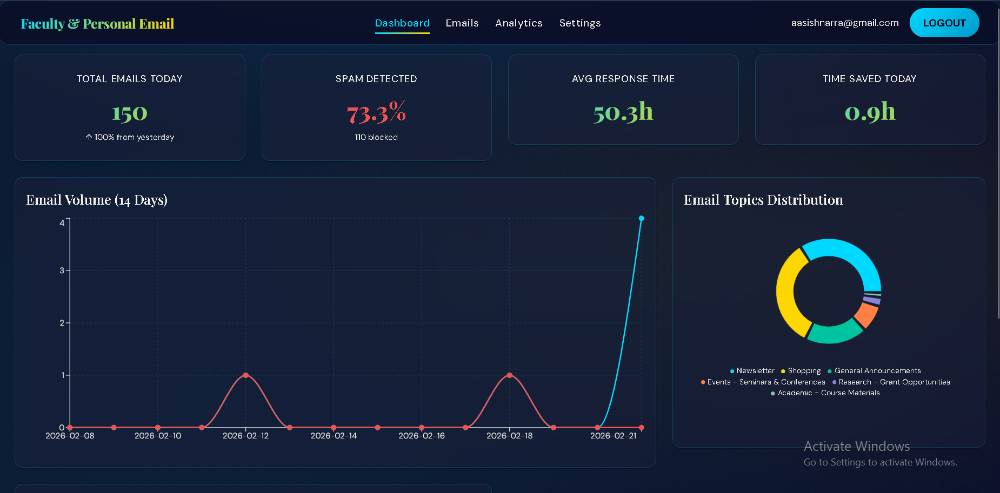 Faculty & Personal Email
Dashboard Emails Analytics Settings
aasishnarra@gmail.com LOGOUT
TOTAL EMAILS TODAY
150
↑ 100% from yesterday
SPAM DETECTED
73.3%
110 blocked
AVG RESPONSE TIME
50.3h
TIME SAVED TODAY
0.9h
Email Volume (14 Days)
4
3
2
1
0
2026-02-08 2026-02-10 2026-02-12 2026-02-14 2026-02-16 2026-02-18 2026-02-21
Email Topics Distribution
Newsletter Shopping General Announcements
Events - Seminars & Conferences Research - Grant Opportunities
Academic - Course Materials
Activate Windows
Go to Settings to activate Windows.